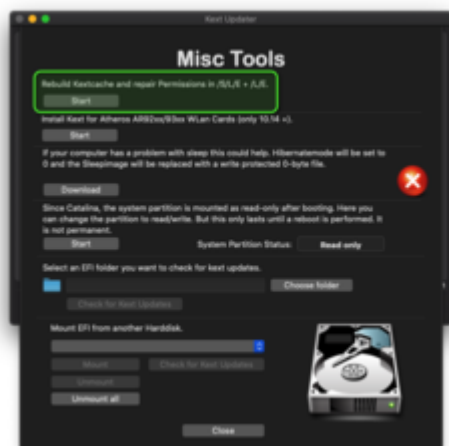 Kext Updater
Misc Tools
Rebuild Kextcache and repair Permissions in /S/L/E + /L/E.
Start
Install Kext for Atheros AR92xx/93xx WLan Cards (only 10.14 +).
Start
If your computer has a problem with sleep this could help. Hibernatemode will be set to
0 and the Sleepimage will be replaced with a write protected 0-byte file.
Download
Since Catalina, the system partition is mounted as read-only after booting. Here you
can change the partition to read/write. But this only lasts until a reboot is performed. It
is not permanent.
Start
System Partition Status:
Read only
Select an EFI folder you want to check for kext updates.
Choose folder
Check for Kext Updates
Mount EFI from another Harddisk.
Mount
Check for Kext Updates
Unmount
Unmount all
Close